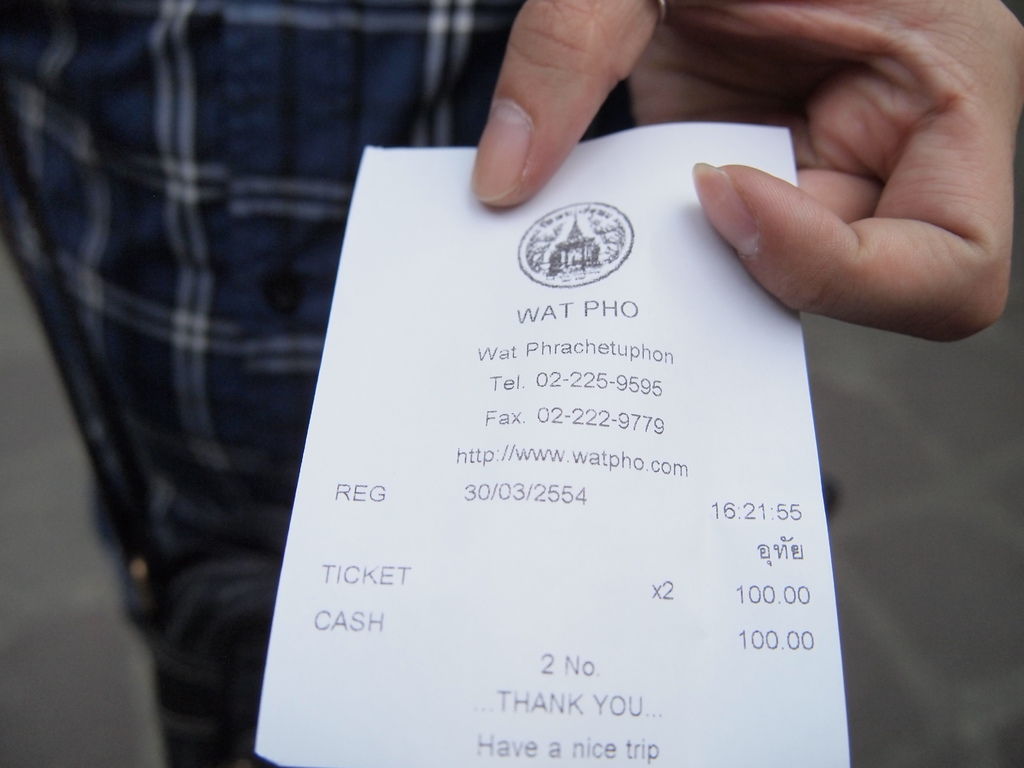 WAT PHO
Wat Phrachetuphon
Tel. 02-225-9595
Fax. 02-222-9779
http://www.watpho.com
REG 30/03/2554 16:21:55
อุทัย
TICKET x2 100.00
CASH 100.00
2 No.
...THANK YOU...
Have a nice trip